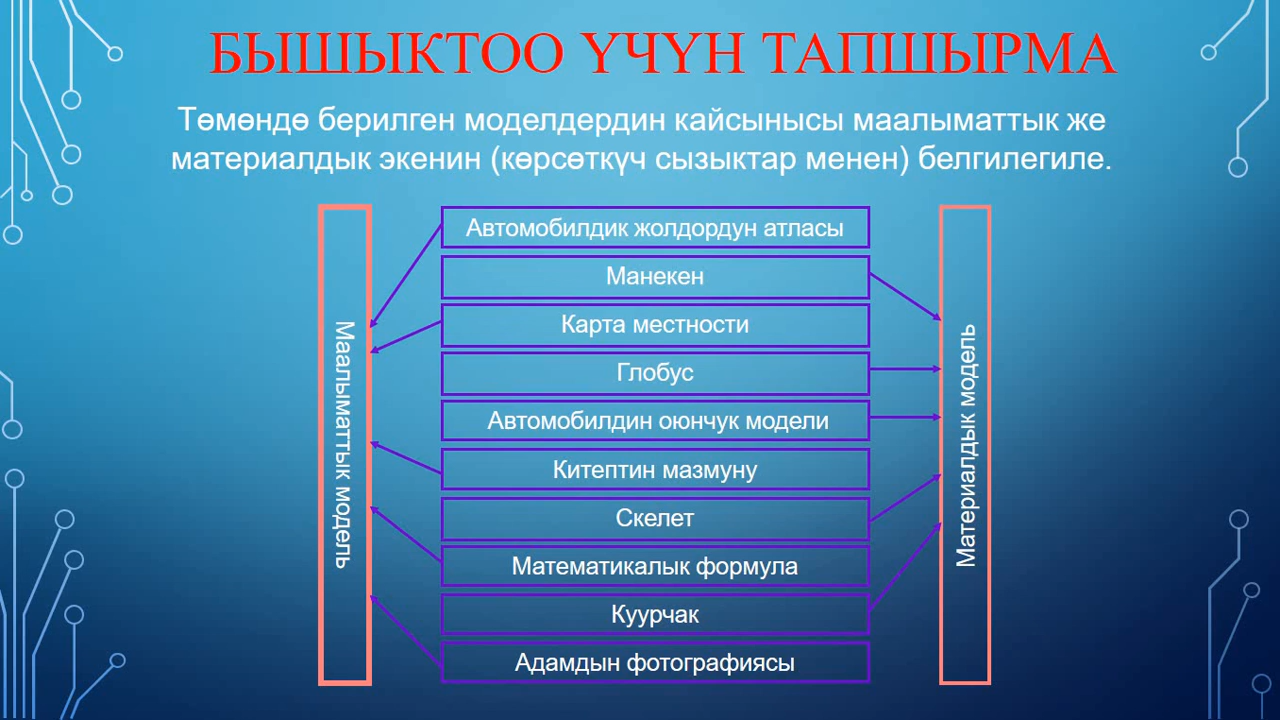 БЫШЫКТОО ҮЧҮН ТАПШЫРМА
Төмөндө берилген моделдердин кайсынысы маалыматтык же
материалдык экенин (көрсөткүч сызыктар менен) белгилегиле.
Маалыматтык модель
Автомобилдик жолдордун атласы
Манекен
Карта местности
Глобус
Автомобилдин оюнчук модели
Китептин мазмуну
Скелет
Математикалык формула
Куурчак
Адамдын фотографиясы
Материалдык модель